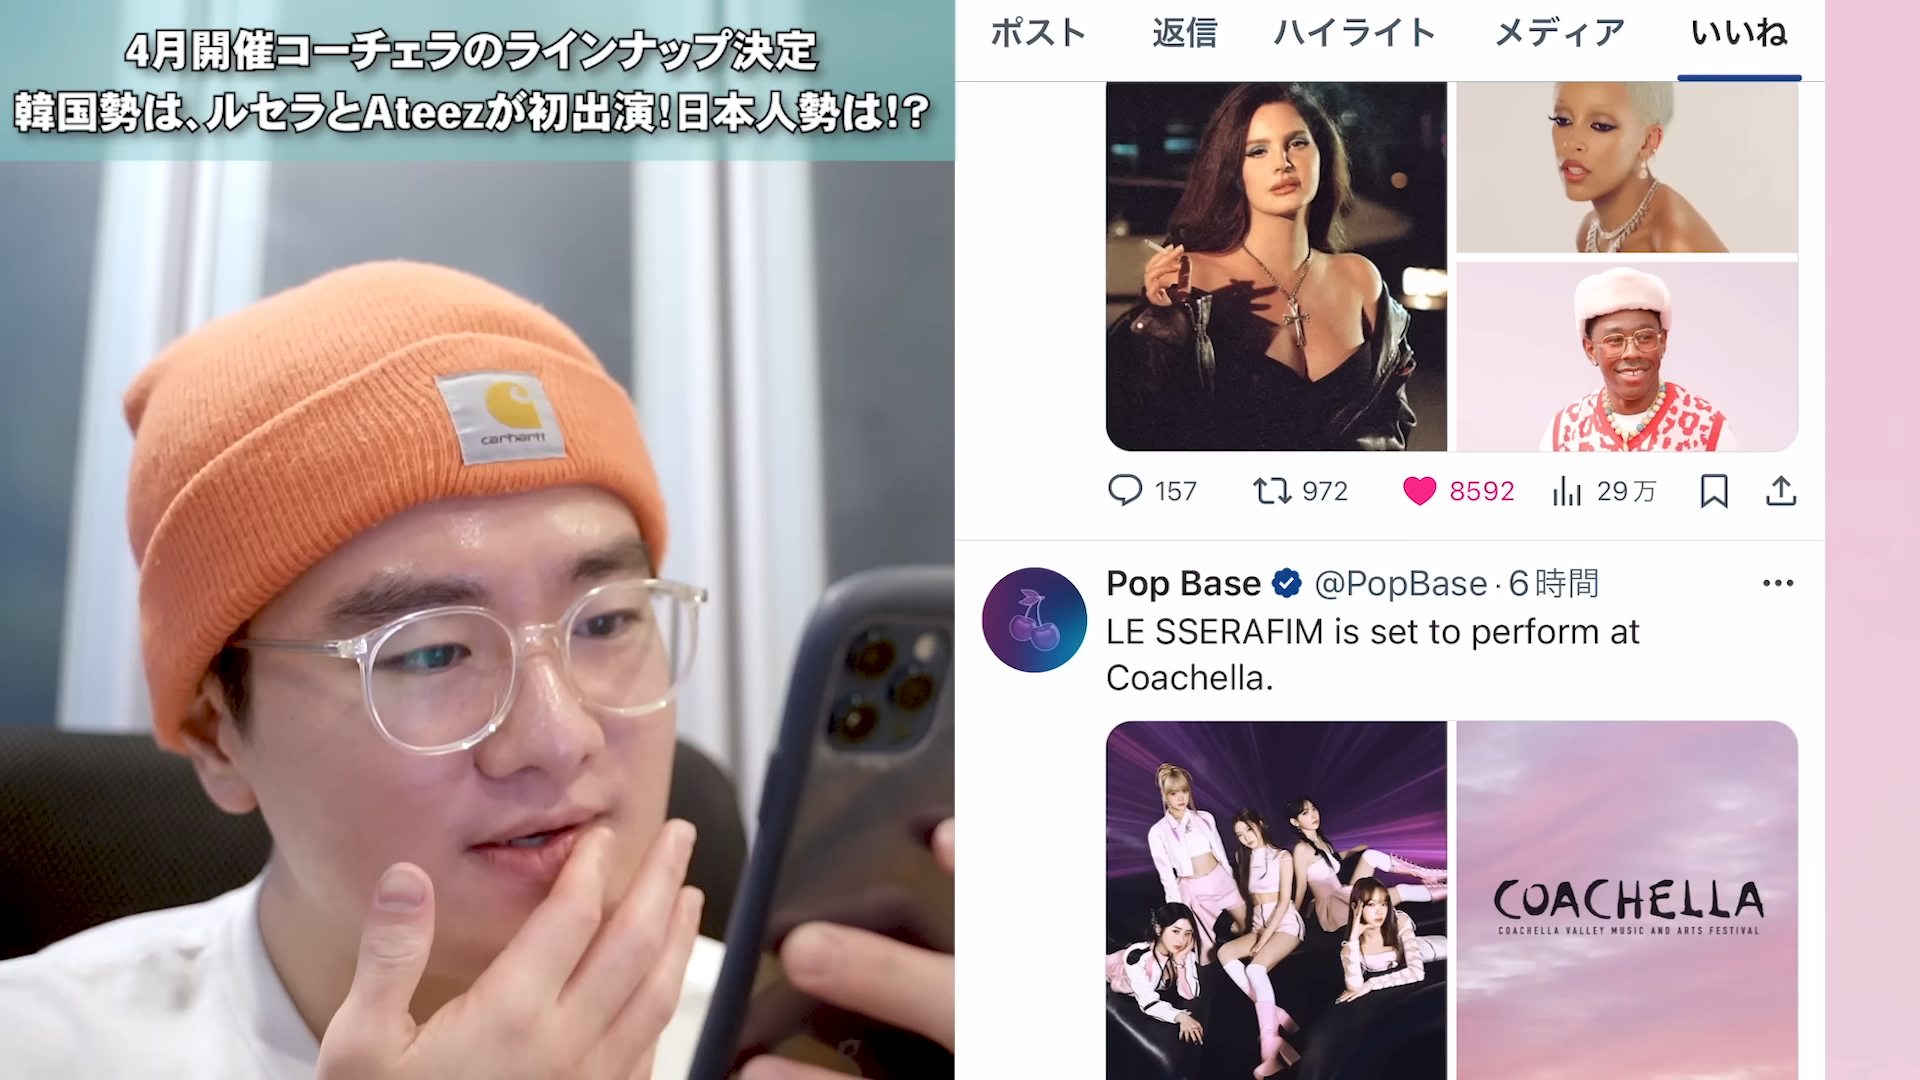 4月開催コーチェラのラインナップ決定
韓国勢は、ルセラとAteezが初出演!日本人勢は!?
carhartt
ポスト 返信 ハイライト メディア いいね
157 972 8592 29万
Pop Base @PopBase · 6時間
LE SSERAFIM is set to perform at
Coachella.
COACHELLA
COACHELLA VALLEY MUSIC AND ARTS FESTIVAL